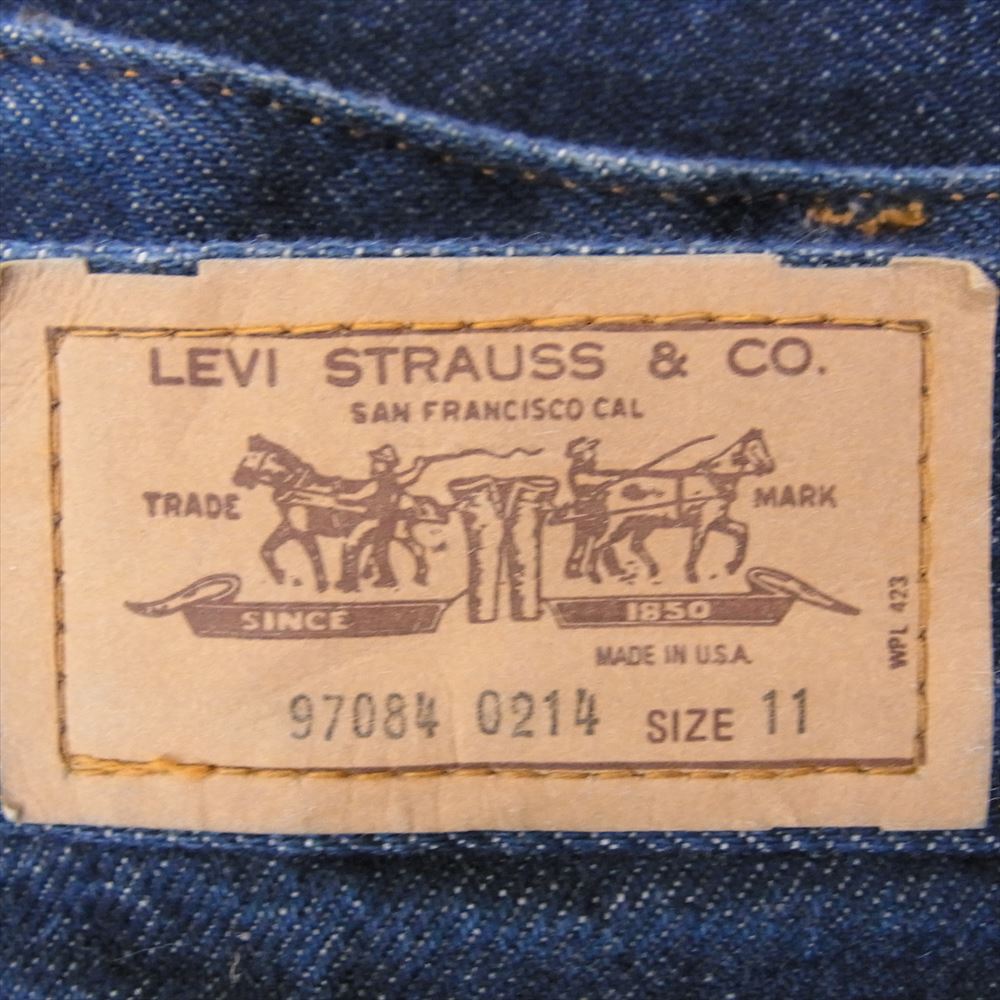 LEVI STRAUSS & CO.
SAN FRANCISCO CAL
TRADE MARK
SINCE 1850
WPL 423
MADE IN U.S.A.
97084 0214 SIZE 11